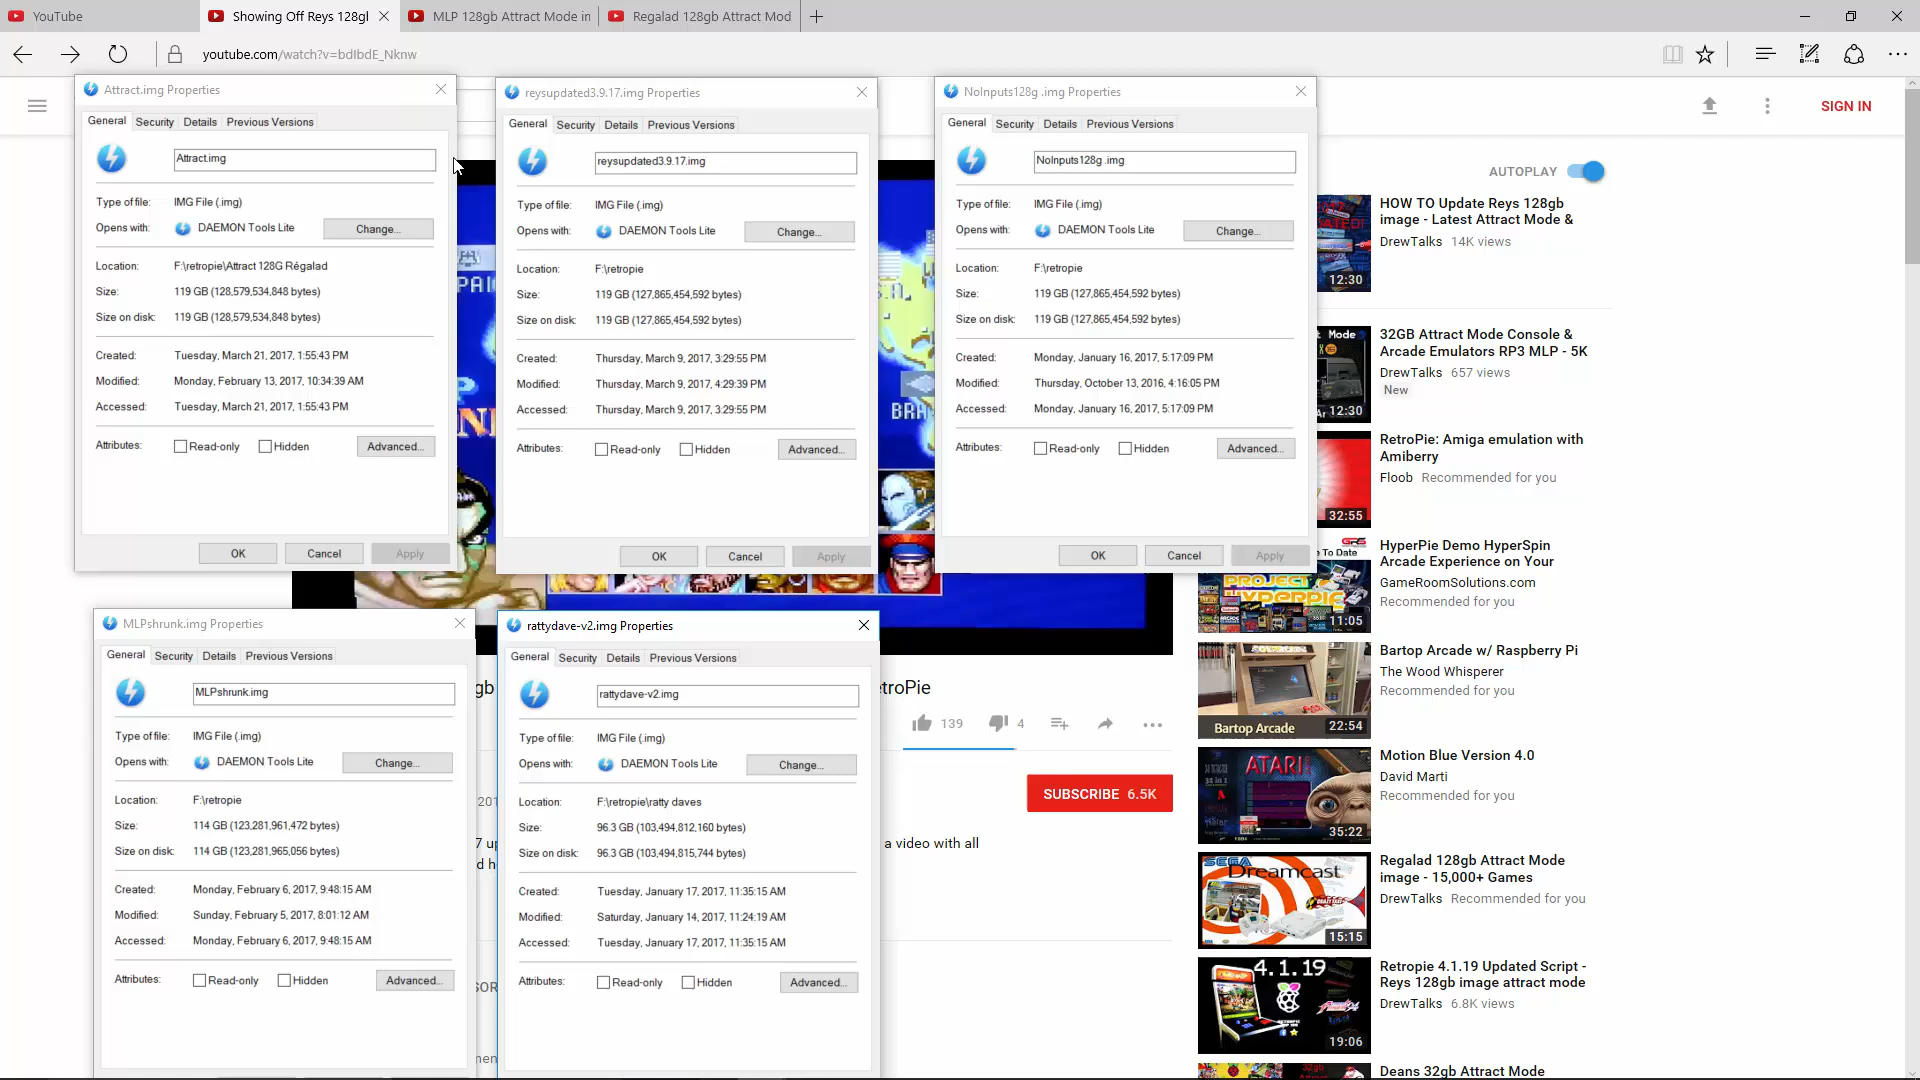 YouTube
Showing Off Reys 128gl
MLP 128gb Attract Mode in
Regalad 128gb Attract Mod
youtube.com/watch?v=bdIbdE_Nknw
SIGN IN
Attract.img Properties
General Security Details Previous Versions
Attract.img
Type of file: IMG File (.img)
Opens with: DAEMON Tools Lite Change...
Location: F:\retropie\Attract 128G Régalad
Size: 119 GB (128,579,534,848 bytes)
Size on disk: 119 GB (128,579,534,848 bytes)
Created: Tuesday, March 21, 2017, 1:55:43 PM
Modified: Monday, February 13, 2017, 10:34:39 AM
Accessed: Tuesday, March 21, 2017, 1:55:43 PM
Attributes: Read-only Hidden Advanced...
OK Cancel Apply
reysupdated3.9.17.img Properties
General Security Details Previous Versions
reysupdated3.9.17.img
Type of file: IMG File (.img)
Opens with: DAEMON Tools Lite Change...
Location: F:\retropie
Size: 119 GB (127,865,454,592 bytes)
Size on disk: 119 GB (127,865,454,592 bytes)
Created: Thursday, March 9, 2017, 3:29:55 PM
Modified: Thursday, March 9, 2017, 4:29:39 PM
Accessed: Thursday, March 9, 2017, 3:29:55 PM
Attributes: Read-only Hidden Advanced...
OK Cancel Apply
NoInputs128g .img Properties
General Security Details Previous Versions
NoInputs128g .img
Type of file: IMG File (.img)
Opens with: DAEMON Tools Lite Change...
Location: F:\retropie
Size: 119 GB (127,865,454,592 bytes)
Size on disk: 119 GB (127,865,454,592 bytes)
Created: Monday, January 16, 2017, 5:17:09 PM
Modified: Thursday, October 13, 2016, 4:16:05 PM
Accessed: Monday, January 16, 2017, 5:17:09 PM
Attributes: Read-only Hidden Advanced...
OK Cancel Apply
BRA
MLPshrunk.img Properties
General Security Details Previous Versions
MLPshrunk.img
Type of file: IMG File (.img)
Opens with: DAEMON Tools Lite Change...
Location: F:\retropie
Size: 114 GB (123,281,961,472 bytes)
Size on disk: 114 GB (123,281,965,056 bytes)
Created: Monday, February 6, 2017, 9:48:15 AM
Modified: Sunday, February 5, 2017, 8:01:12 AM
Accessed: Monday, February 6, 2017, 9:48:15 AM
Attributes: Read-only Hidden Advanced...
rattydave-v2.img Properties
General Security Details Previous Versions
rattydave-v2.img
Type of file: IMG File (.img)
Opens with: DAEMON Tools Lite Change...
Location: F:\retropie\ratty daves
Size: 96.3 GB (103,494,812,160 bytes)
Size on disk: 96.3 GB (103,494,815,744 bytes)
Created: Tuesday, January 17, 2017, 11:35:15 AM
Modified: Saturday, January 14, 2017, 11:24:19 AM
Accessed: Tuesday, January 17, 2017, 11:35:15 AM
Attributes: Read-only Hidden Advanced...
gb
troPie
139 4
SUBSCRIBE 6.5K
201
7 up
a video with all
d h
SOR
AUTOPLAY
HOW TO Update Reys 128gb
image - Latest Attract Mode &
DrewTalks 14K views
12:30
32GB Attract Mode Console &
Arcade Emulators RP3 MLP - 5K
DrewTalks 657 views
New
12:30
RetroPie: Amiga emulation with
Amiberry
Floob Recommended for you
32:55
HyperPie Demo HyperSpin
Arcade Experience on Your
GameRoomSolutions.com
Recommended for you
To Date
PROJECT
HYPERPIE
11:05
Bartop Arcade w/ Raspberry Pi
The Wood Whisperer
Recommended for you
Bartop Arcade 22:54
Motion Blue Version 4.0
David Marti
Recommended for you
ATARI
35:22
Regalad 128gb Attract Mode
image - 15,000+ Games
DrewTalks Recommended for you
SEGA
Dreamcast
15:15
Retropie 4.1.19 Updated Script -
Reys 128gb image attract mode
DrewTalks 6.8K views
4.1.19
19:06
Deans 32gb Attract Mode